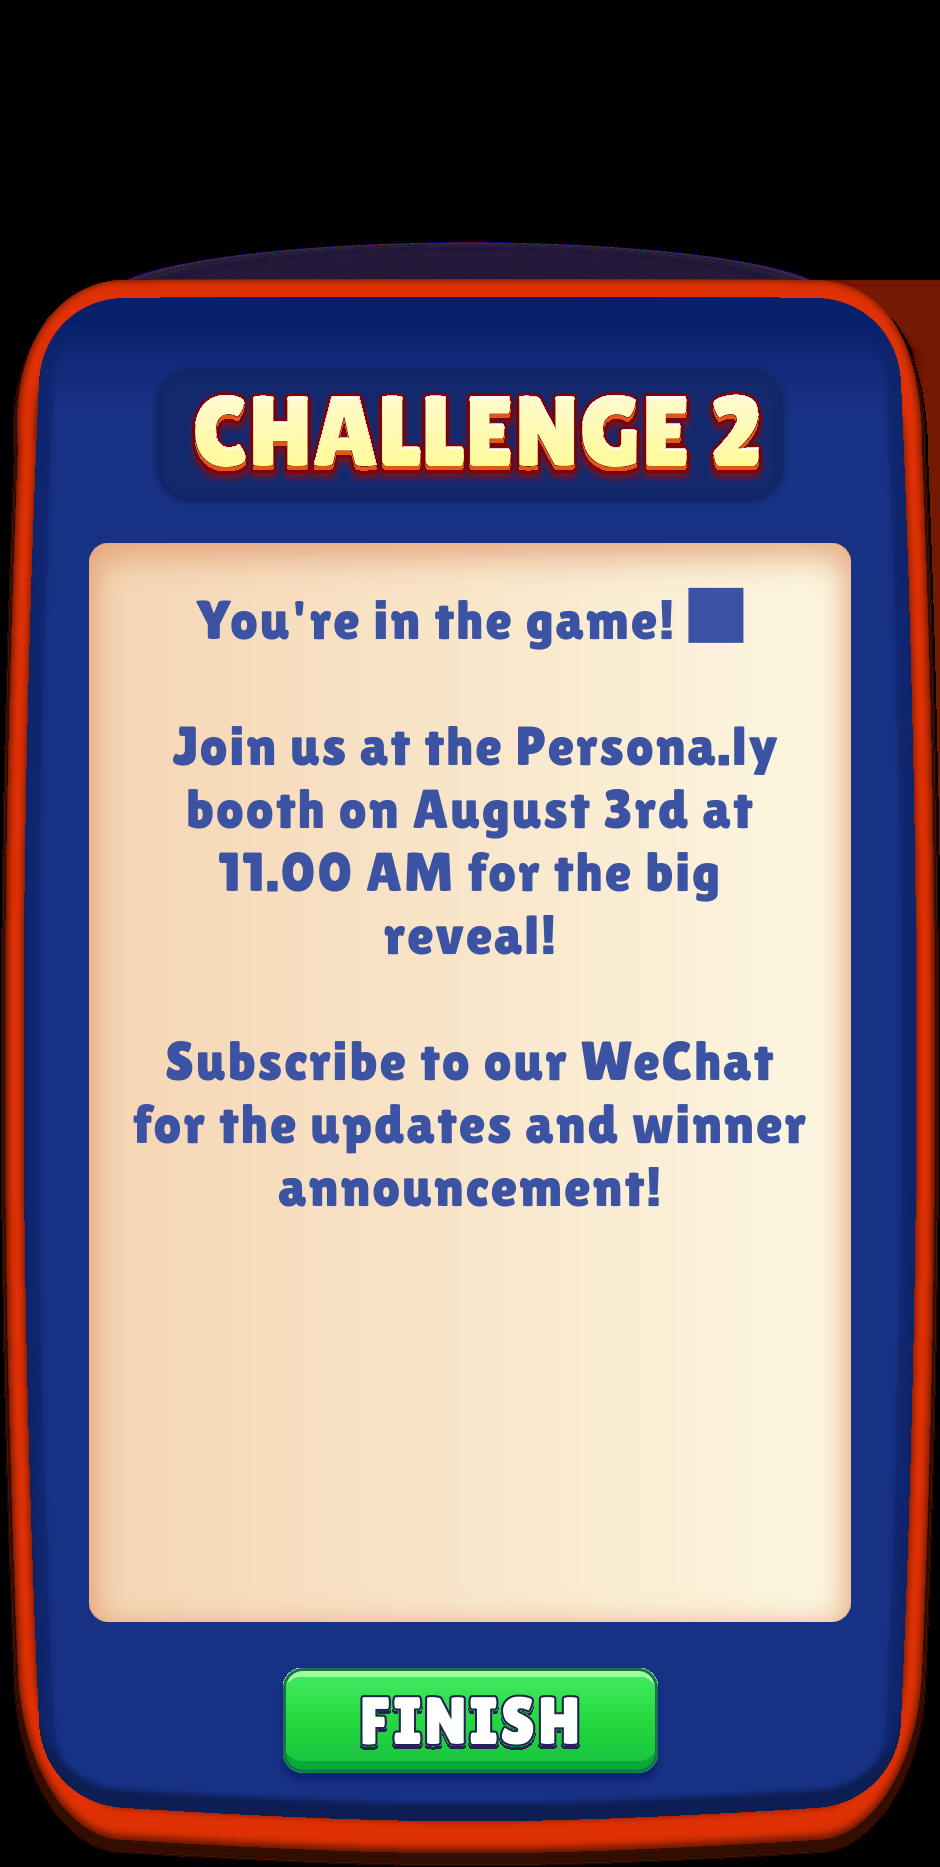 CHALLENGE 2
You're in the game!
Join us at the Persona.ly
booth on August 3rd at
11.00 AM for the big
reveal!
Subscribe to our WeChat
for the updates and winner
announcement!
FINISH